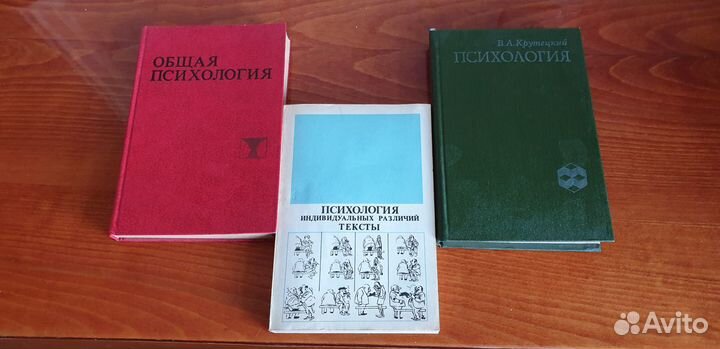 ОБЩАЯ
ПСИХОЛОГИЯ
ПСИХОЛОГИЯ
ИНДИВИДУАЛЬНЫХ РАЗЛИЧИЙ
ТЕКСТЫ
В.А.Крутецкий
ПСИХОЛОГИЯ
Avito